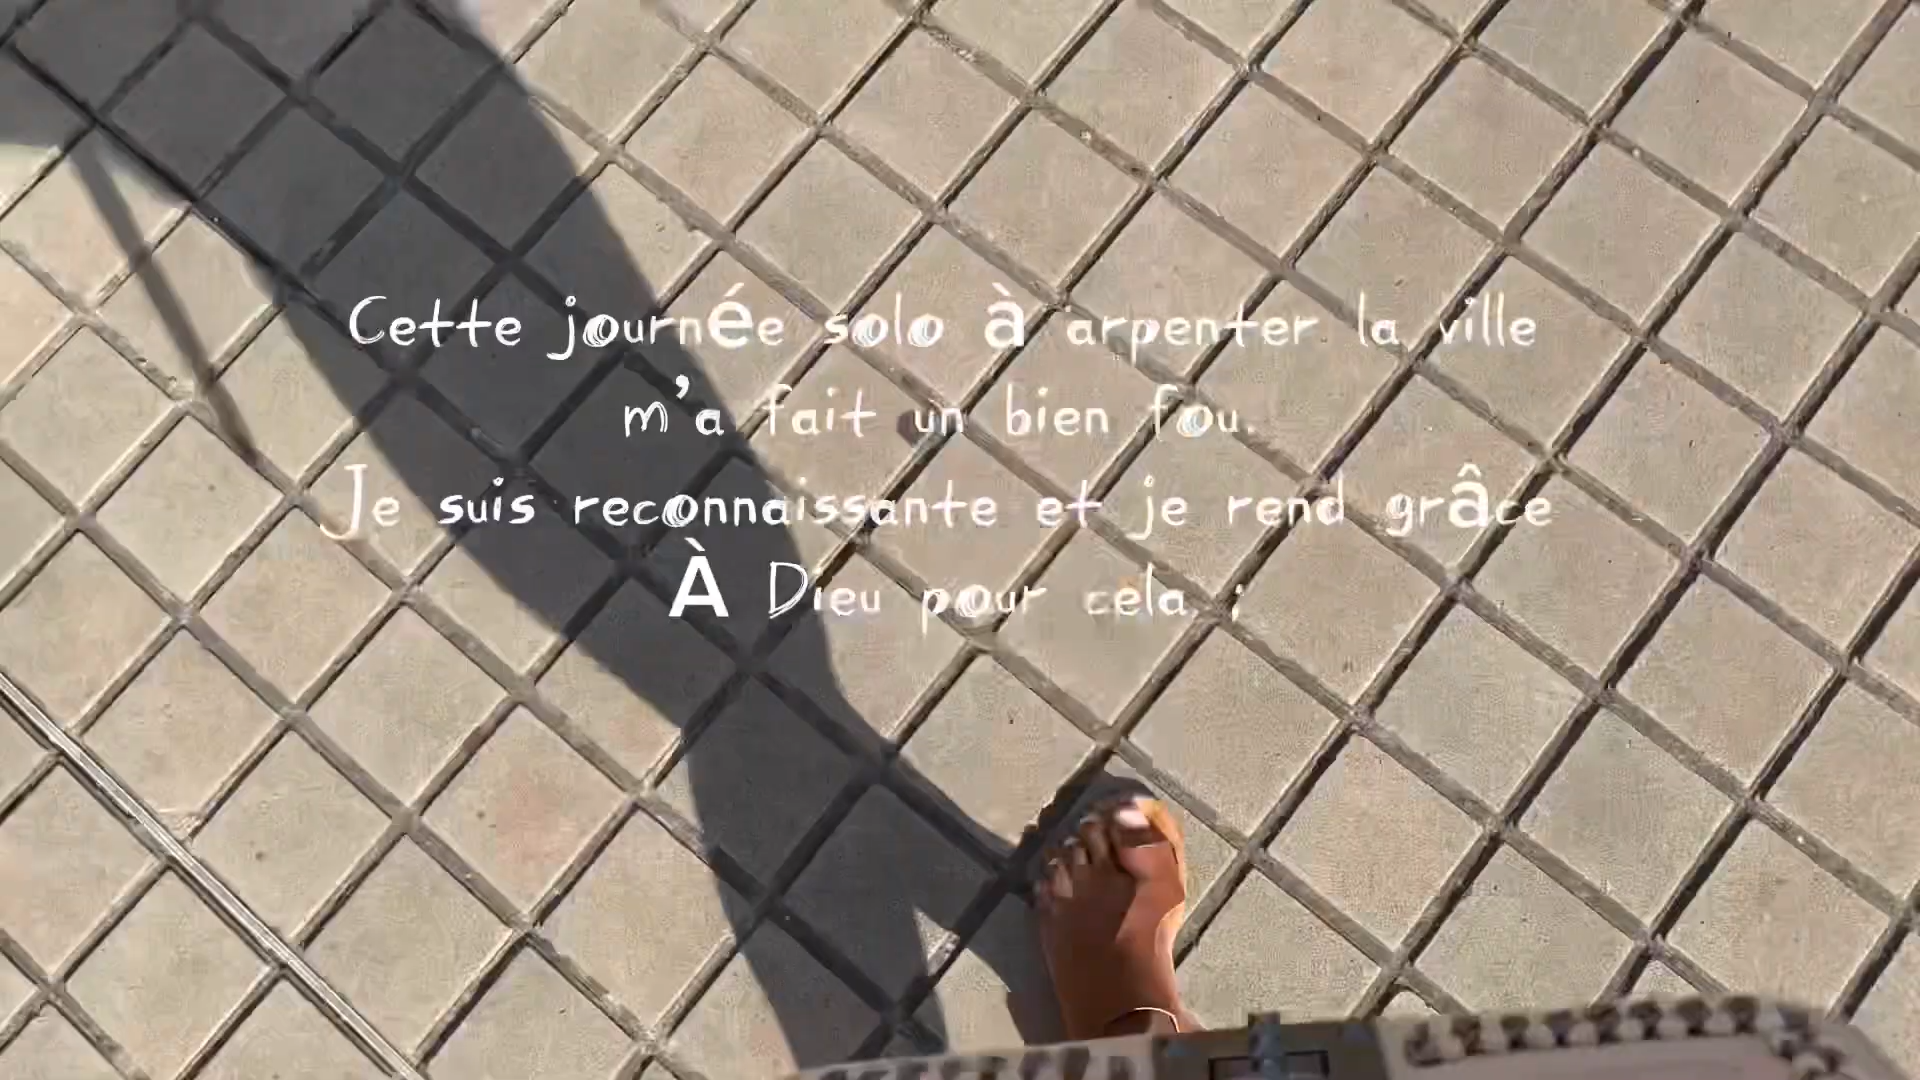 Cette journée solo à arpenter la ville
m'a fait un bien fou.
Je suis reconnaissante et je rend grâce
À Dieu pour cela. ;